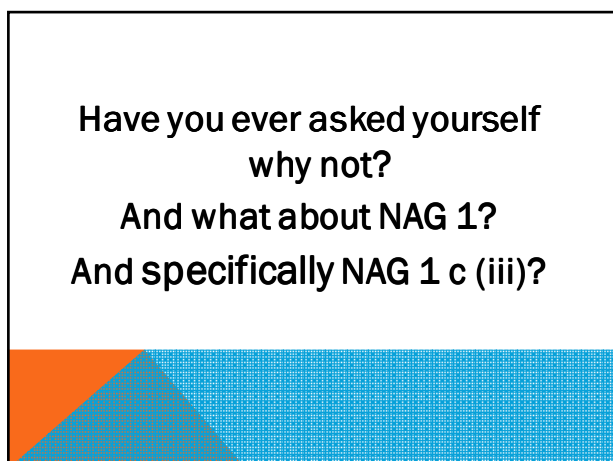 Have you ever asked yourself
why not?
And what about NAG 1?
And specifically NAG 1 c (iii)?